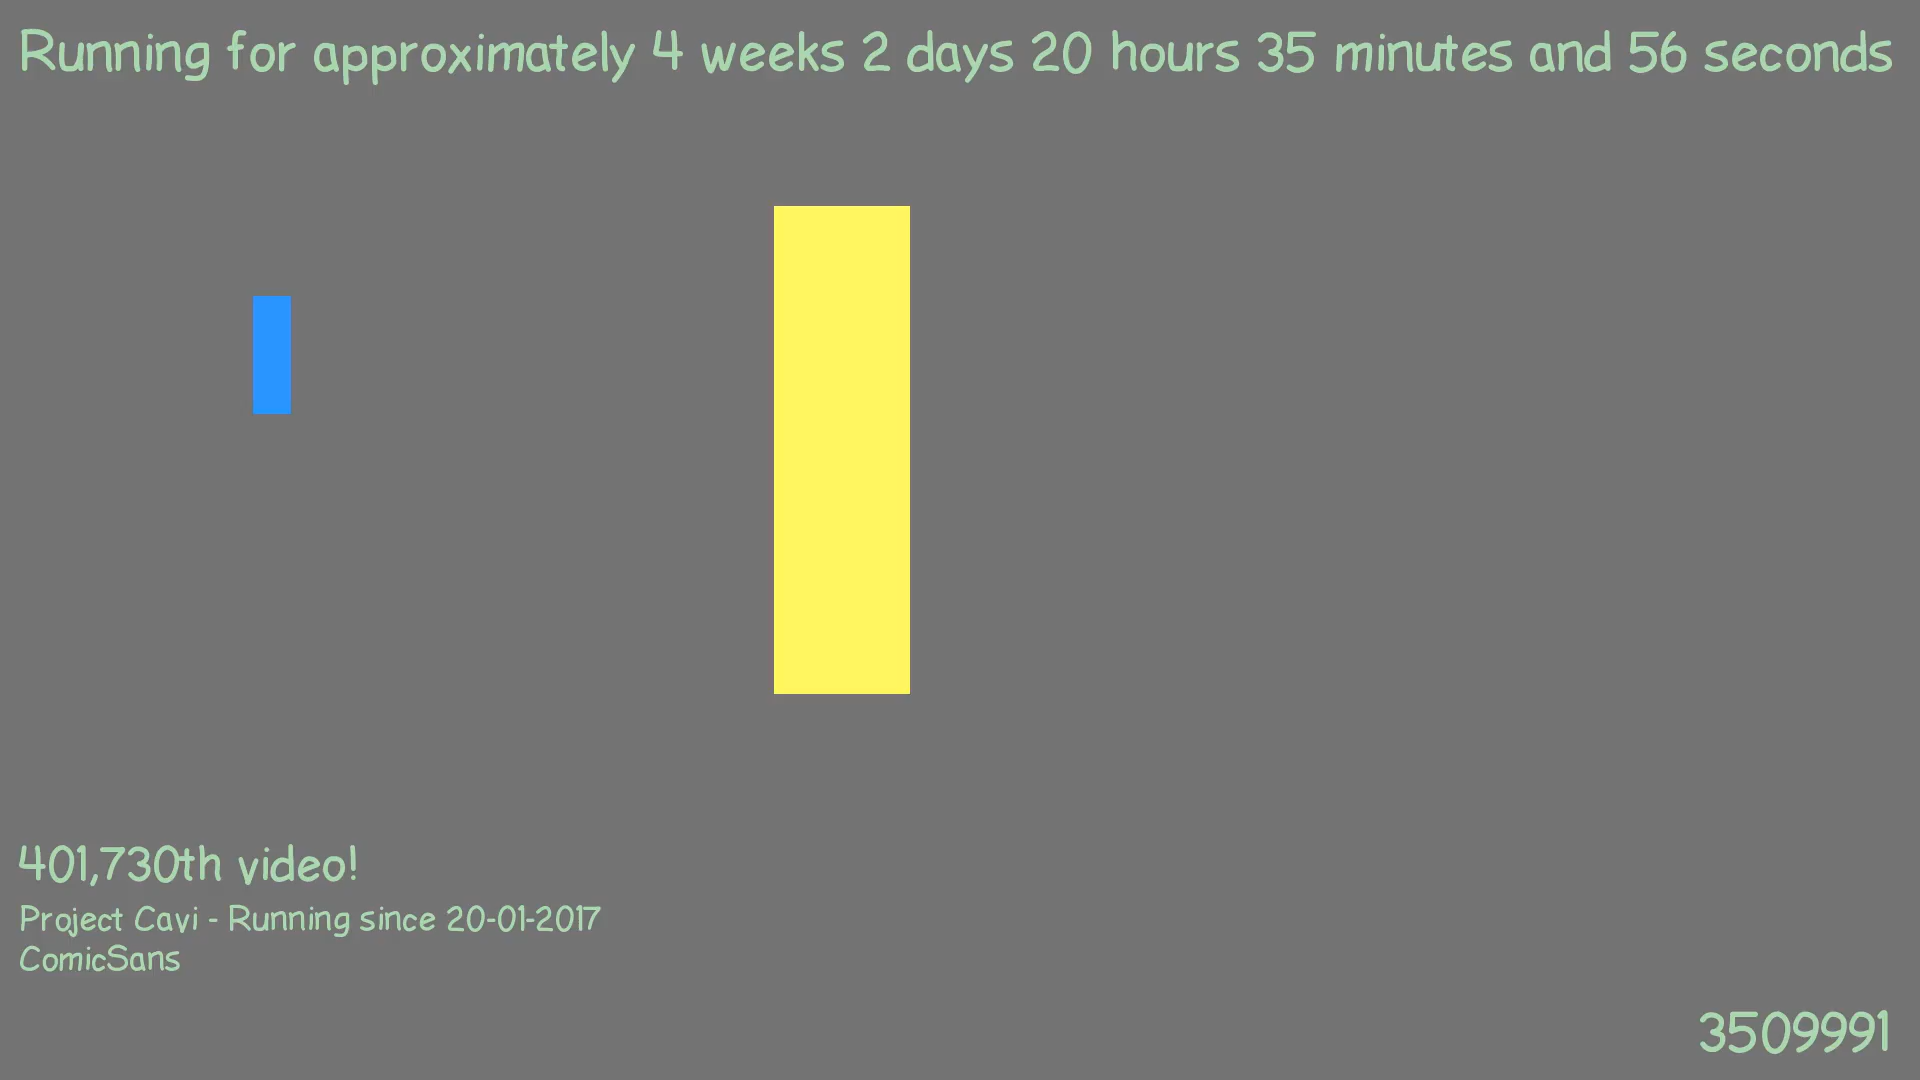 Running for approximately 4 weeks 2 days 20 hours 35 minutes and 56 seconds
401,730th video!
Project Cavi - Running since 20-01-2017
ComicSans
3509991